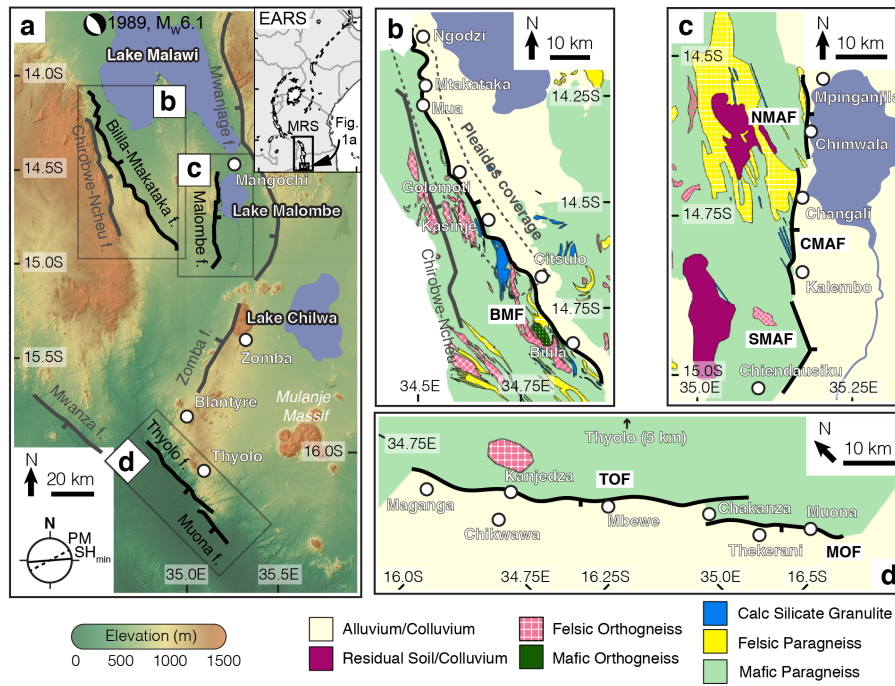 a
1989, Mw6.1
EARS
MRS
Fig.
1a
Lake Malawi
14.0S
Mwanjage f.
b
Bilila-Mtakataka f.
Chirobwe-Ncheu f.
14.5S
c
Mangochi
Malombe f.
Lake Malombe
15.0S
Lake Chilwa
Zomba f.
Zomba
15.5S
Mulanje
Massif
Mwanza f.
Blantyre
16.0S
d
Thyolo f.
Thyolo
N
20 km
Muona f.
N
PM
SHmin
35.0E
35.5S
Elevation (m)
0 500 1000 1500
b
N
10 km
Ngodzi
Mtakataka
Mua
14.25S
Pleaides coverage
Golomoti
14.5S
Kasinje
Chirobwe-Ncheu
Citsulo
14.75S
BMF
Bilila
34.5E
34.75E
c
N
10 km
14.5S
Mpinganjila
NMAF
Chimwala
14.75S
Changali
CMAF
Kalembo
SMAF
15.0S
Chiendausiku
35.0E
35.25E
34.75E
Thyolo (5 km)
N
10 km
Kanjedza
TOF
Maganga
Chikwawa
Mbewe
Chakanza
Muona
Thekerani
MOF
16.0S
34.75E
16.25S
35.0E
16.5S
d
Alluvium/Colluvium
Residual Soil/Colluvium
Felsic Orthogneiss
Mafic Orthogneiss
Calc Silicate Granulite
Felsic Paragneiss
Mafic Paragneiss